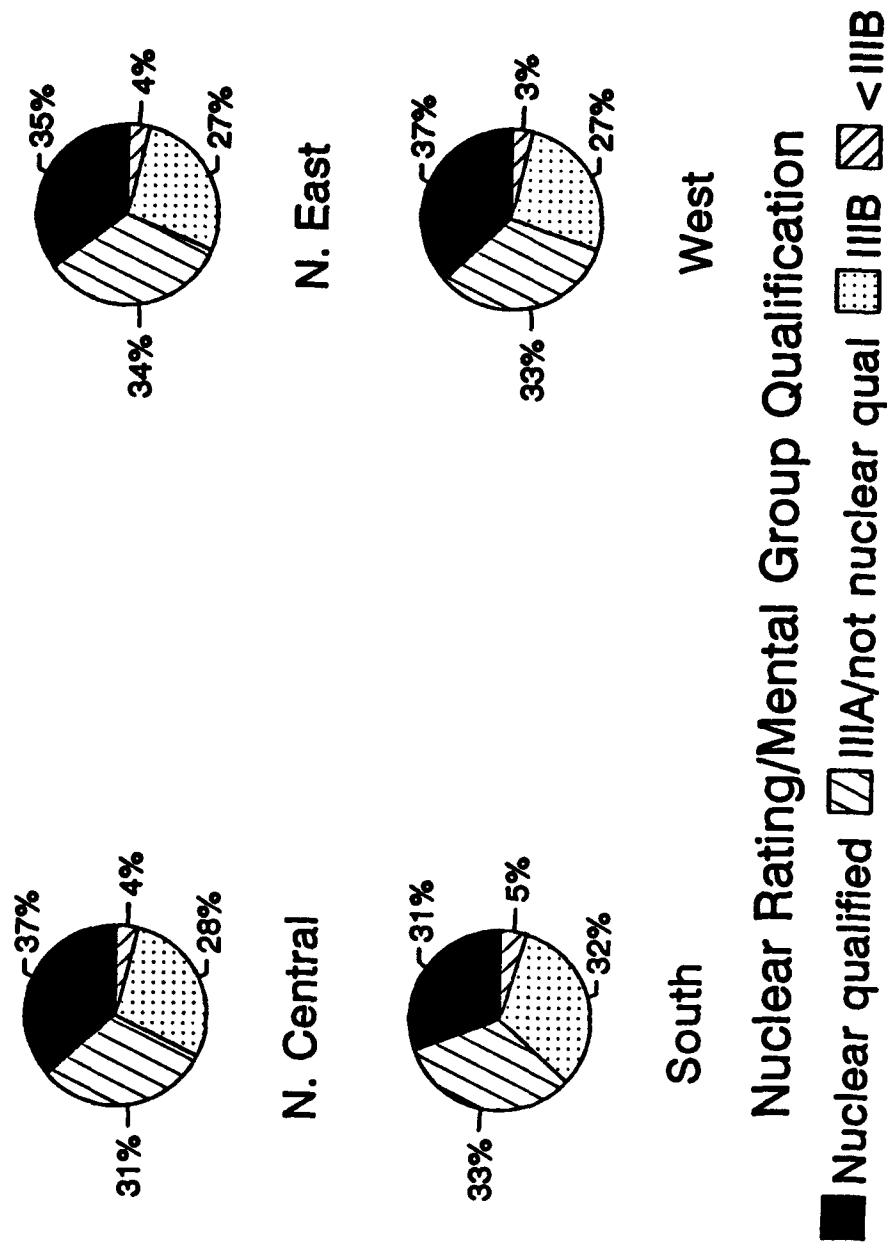 37%
4%
28%
31%
N. Central
35%
4%
27%
34%
N. East
31%
5%
32%
33%
South
37%
3%
27%
33%
West
Nuclear Rating/Mental Group Qualification
Nuclear qualified IIIA/not nuclear qual IIIB <IIIB